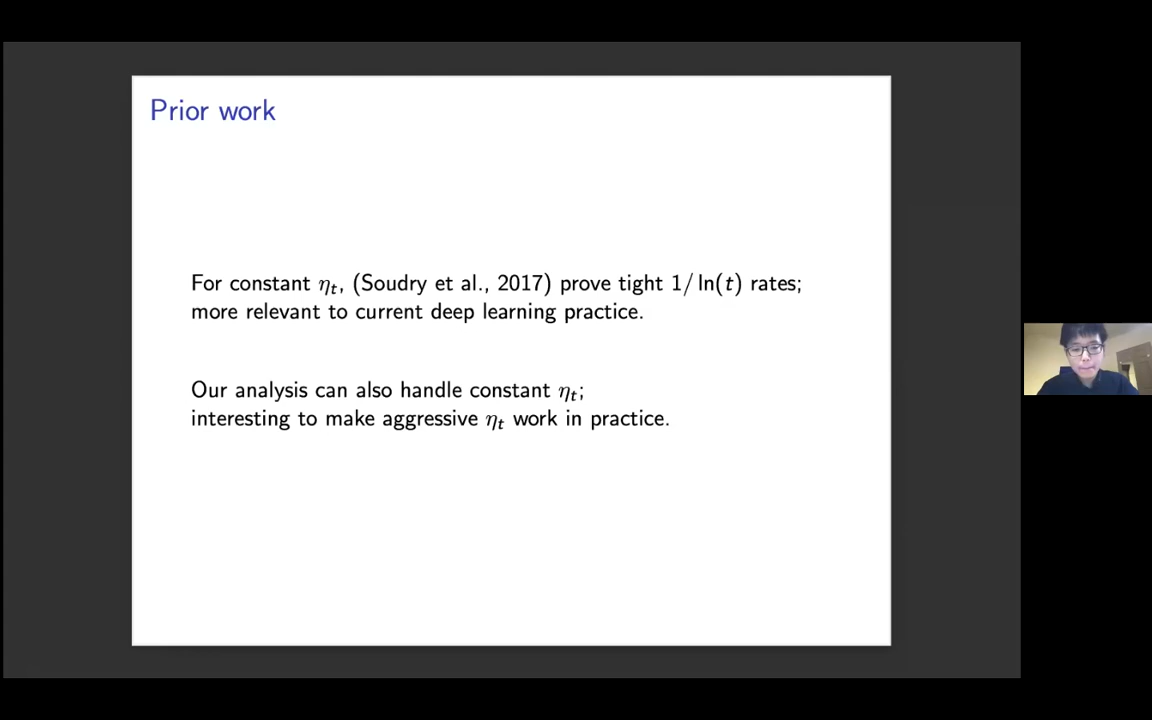 Prior work
For constant ηₜ, (Soudry et al., 2017) prove tight 1/ ln(t) rates;
more relevant to current deep learning practice.
Our analysis can also handle constant ηₜ;
interesting to make aggressive ηₜ work in practice.